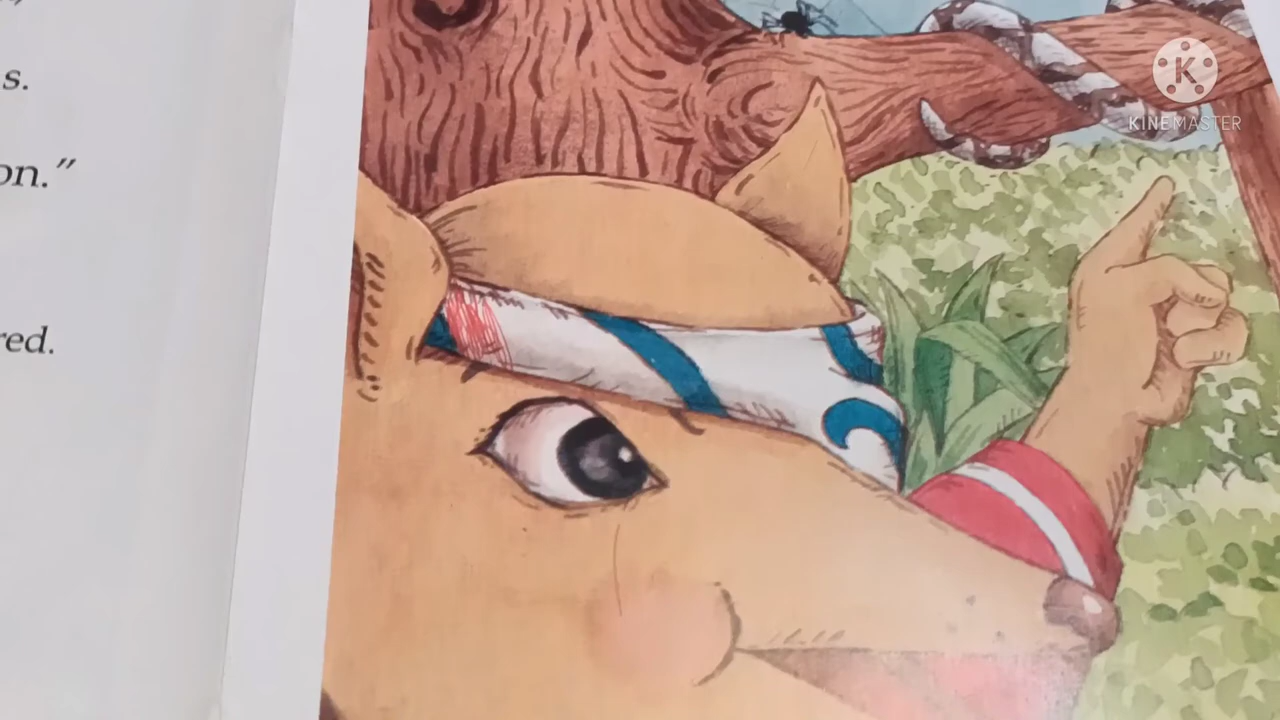 s.
on.”
red.
K
KINEMASTER